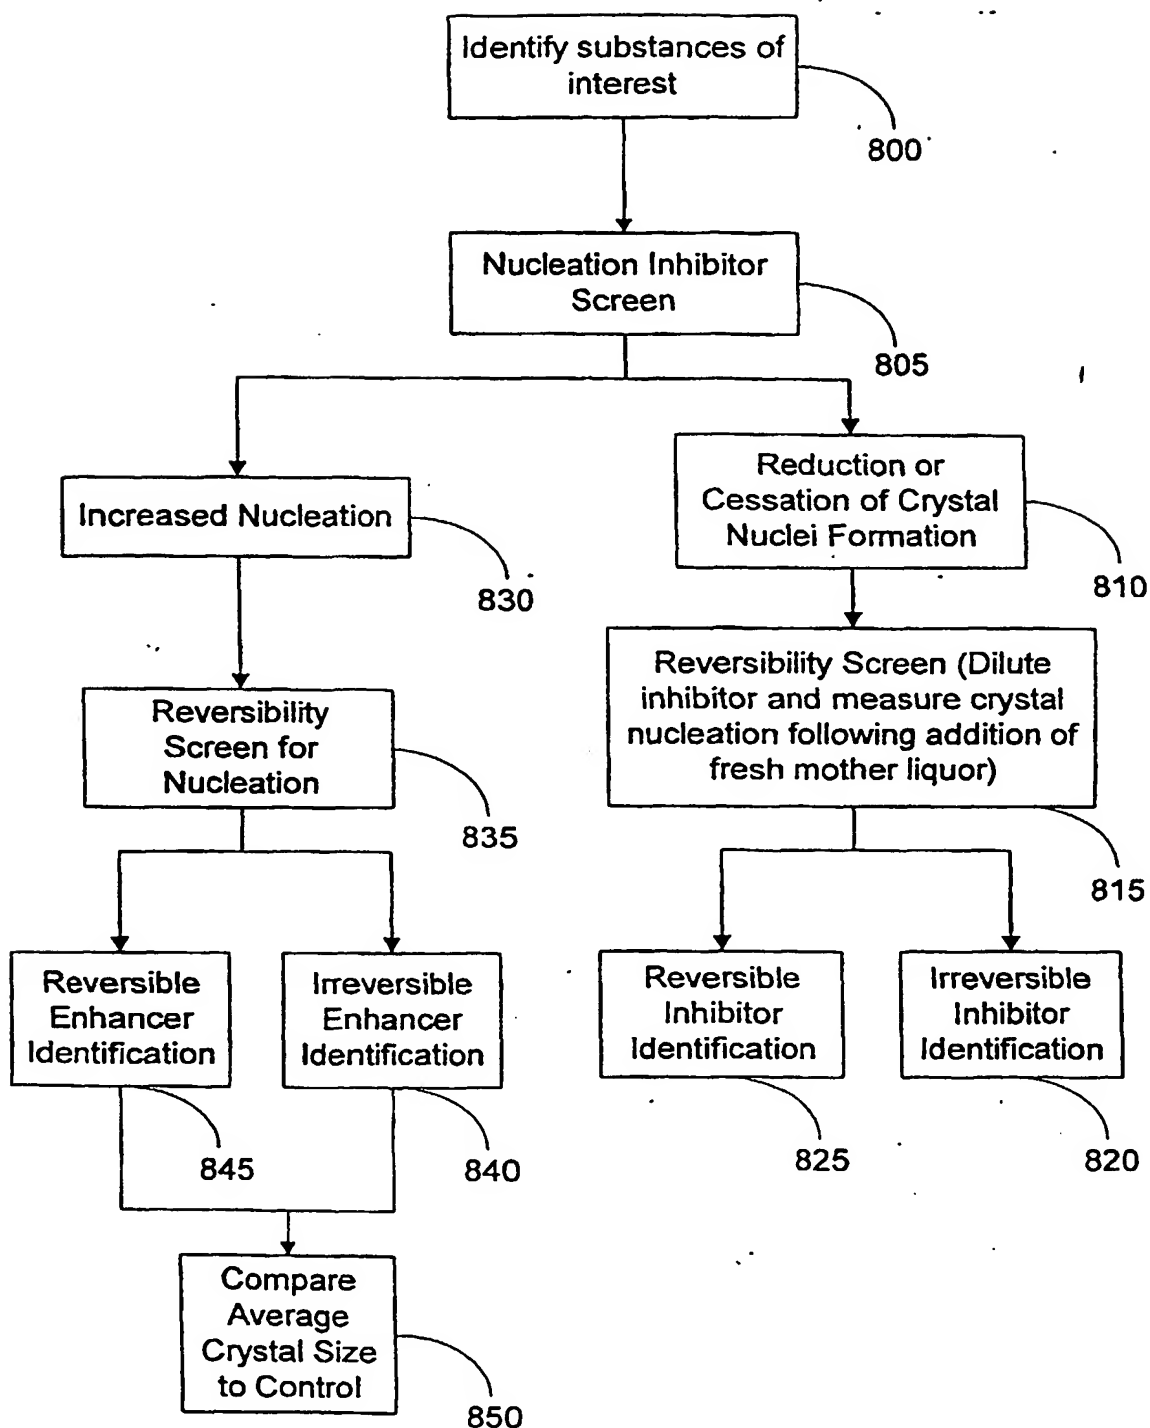 Identify substances of
interest
800
Nucleation Inhibitor
Screen
805
Increased Nucleation
830
Reduction or
Cessation of Crystal
Nuclei Formation
810
Reversibility
Screen for
Nucleation
835
Reversibility Screen (Dilute
inhibitor and measure crystal
nucleation following addition of
fresh mother liquor)
815
Reversible
Enhancer
Identification
845
Irreversible
Enhancer
Identification
840
Reversible
Inhibitor
Identification
825
Irreversible
Inhibitor
Identification
820
Compare
Average
Crystal Size
to Control
850